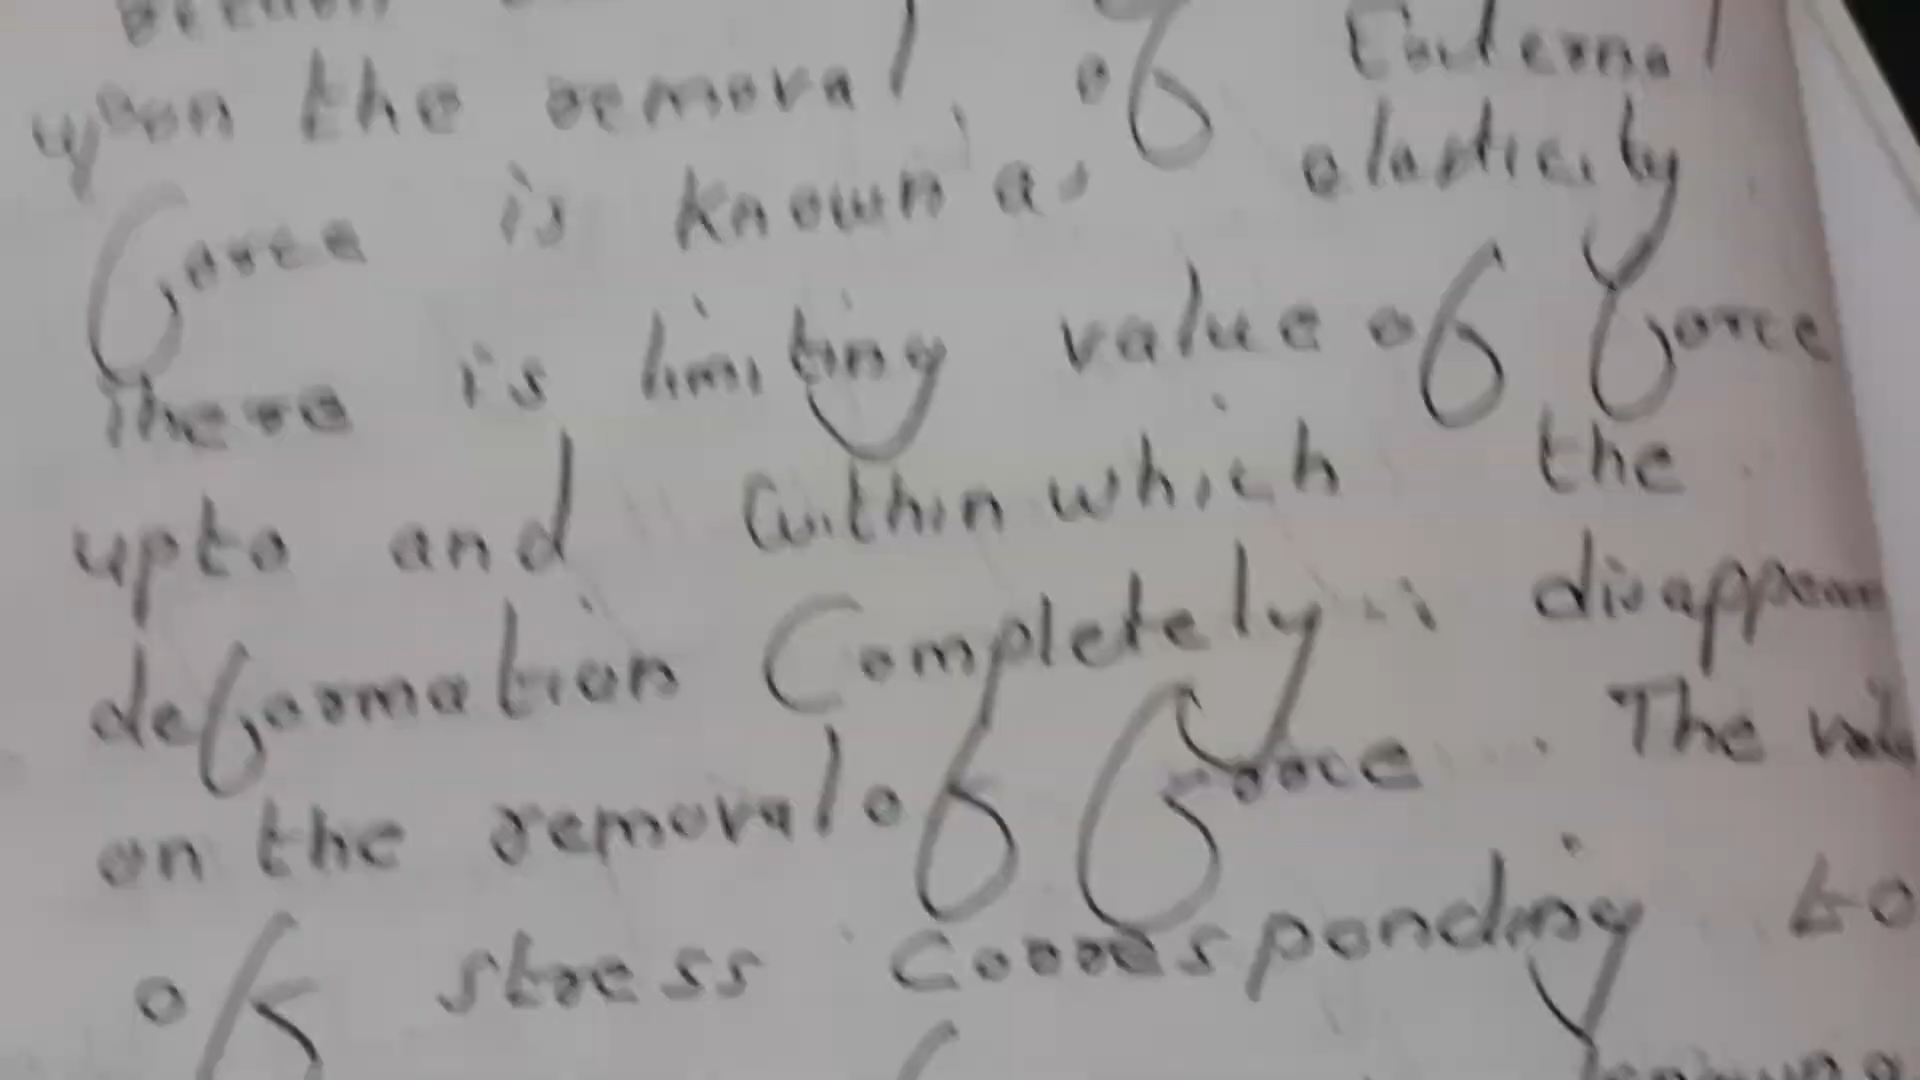 upon the removal of External
force is known as elasticity.
There is limiting value of force
upto and within which the
deformation Completely is disappear
on the removal of force. The
of stress corresponding to